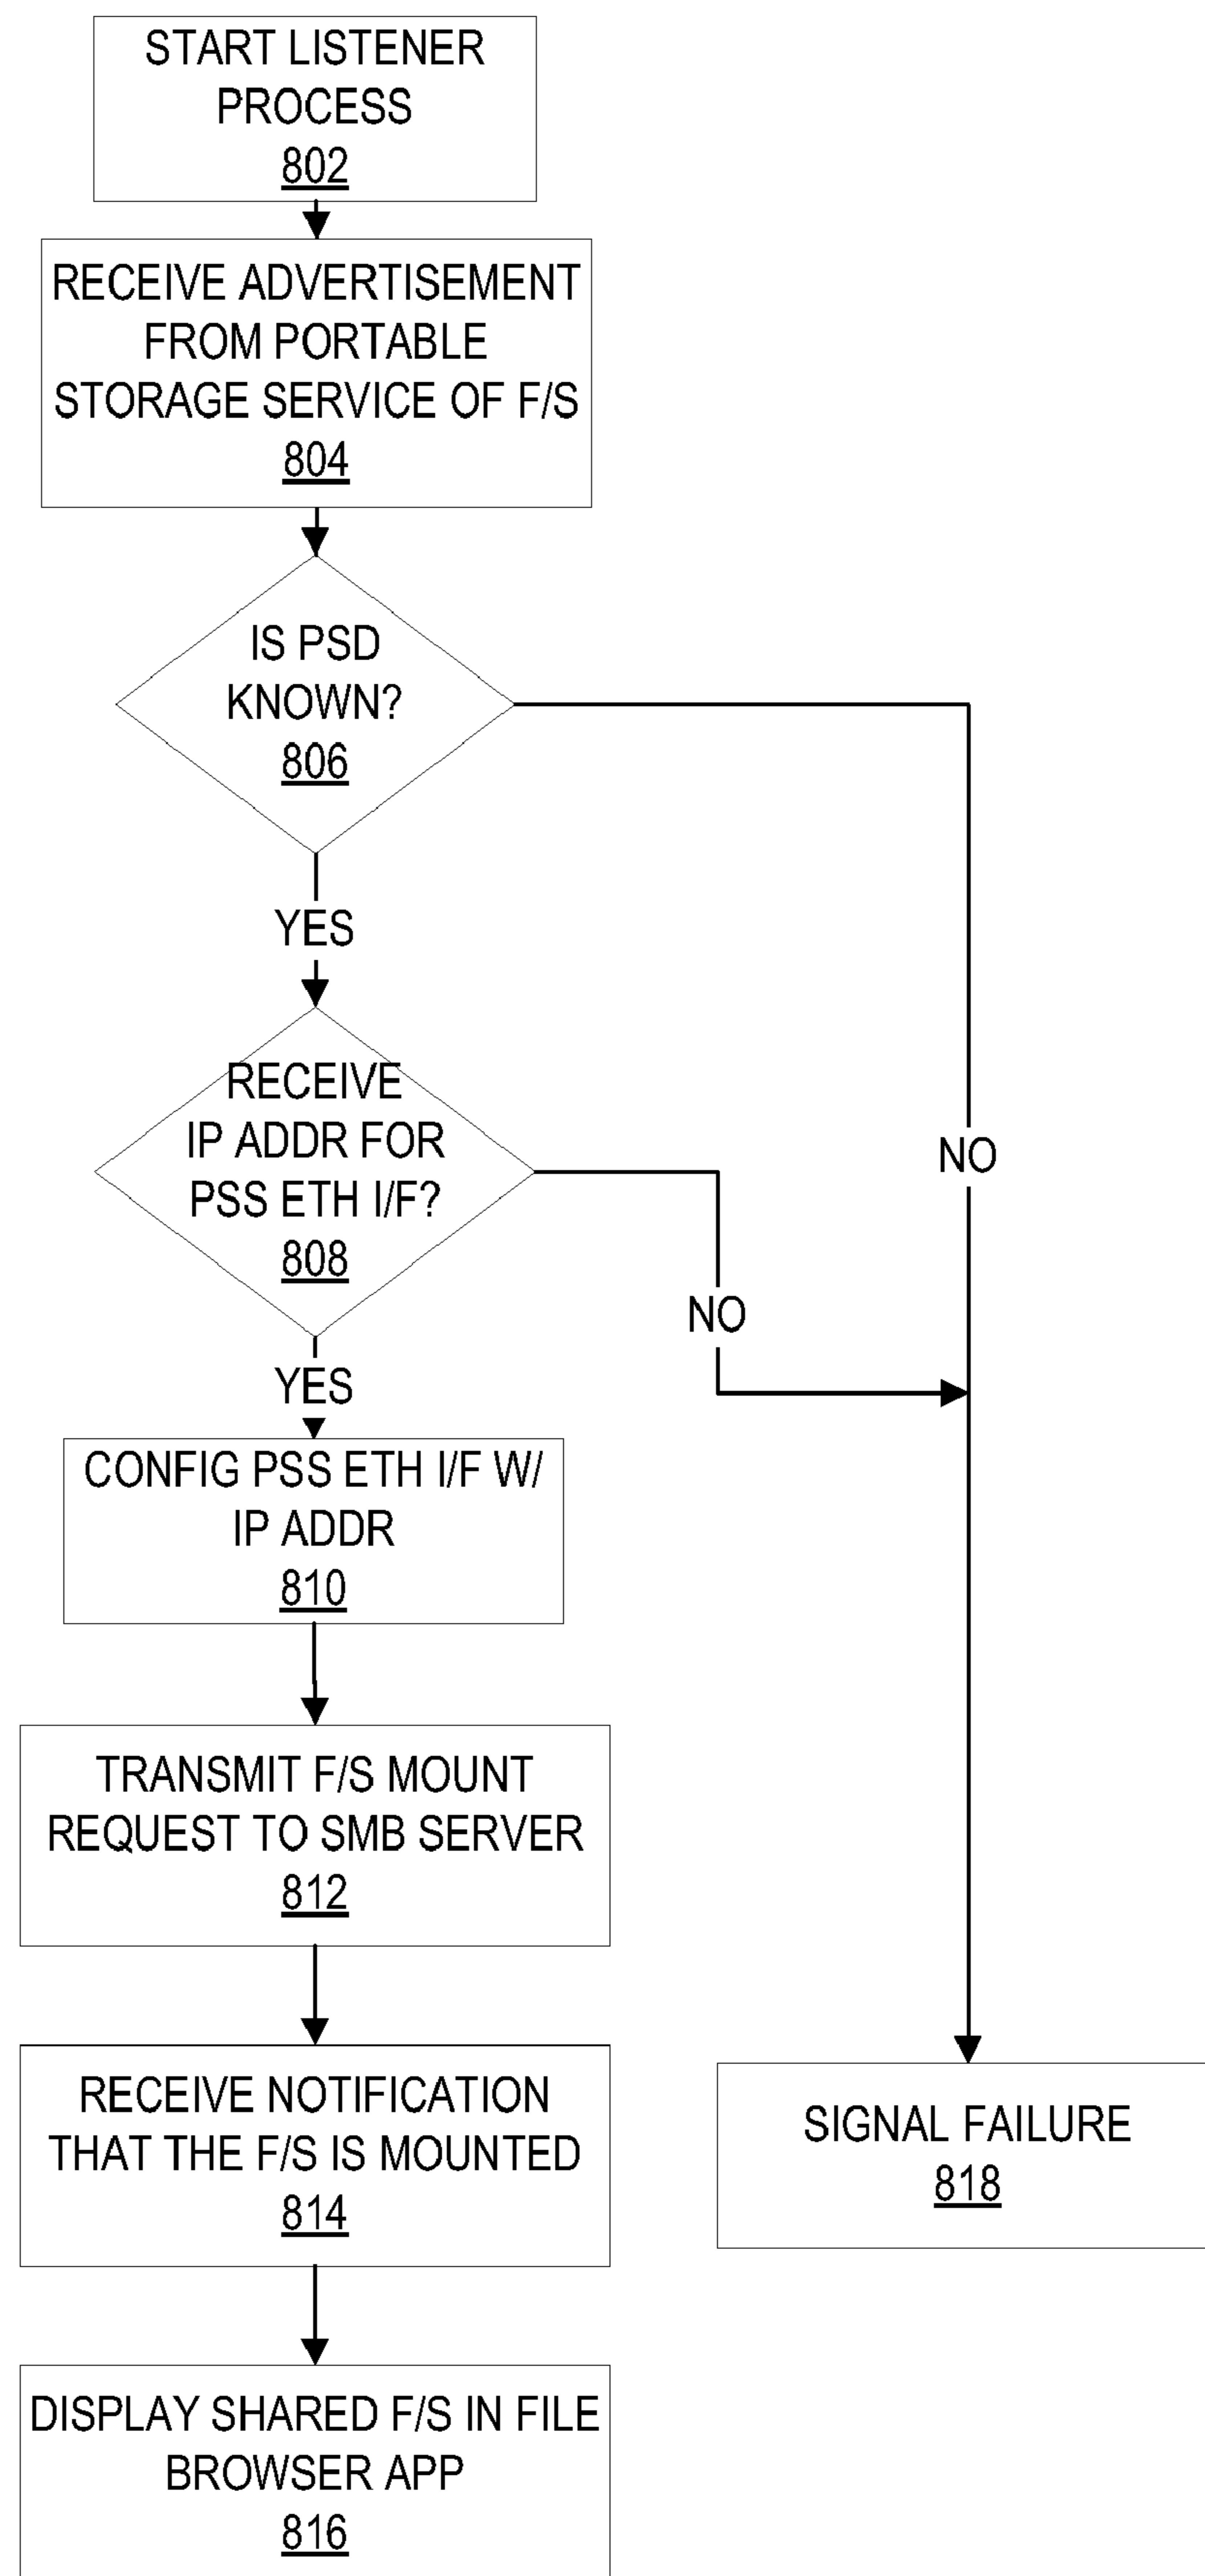 START LISTENER
PROCESS
802
RECEIVE ADVERTISEMENT
FROM PORTABLE
STORAGE SERVICE OF F/S
804
IS PSD
KNOWN?
806
YES
NO
RECEIVE
IP ADDR FOR
PSS ETH I/F?
808
NO
YES
CONFIG PSS ETH I/F W/
IP ADDR
810
TRANSMIT F/S MOUNT
REQUEST TO SMB SERVER
812
RECEIVE NOTIFICATION
THAT THE F/S IS MOUNTED
814
SIGNAL FAILURE
818
DISPLAY SHARED F/S IN FILE
BROWSER APP
816